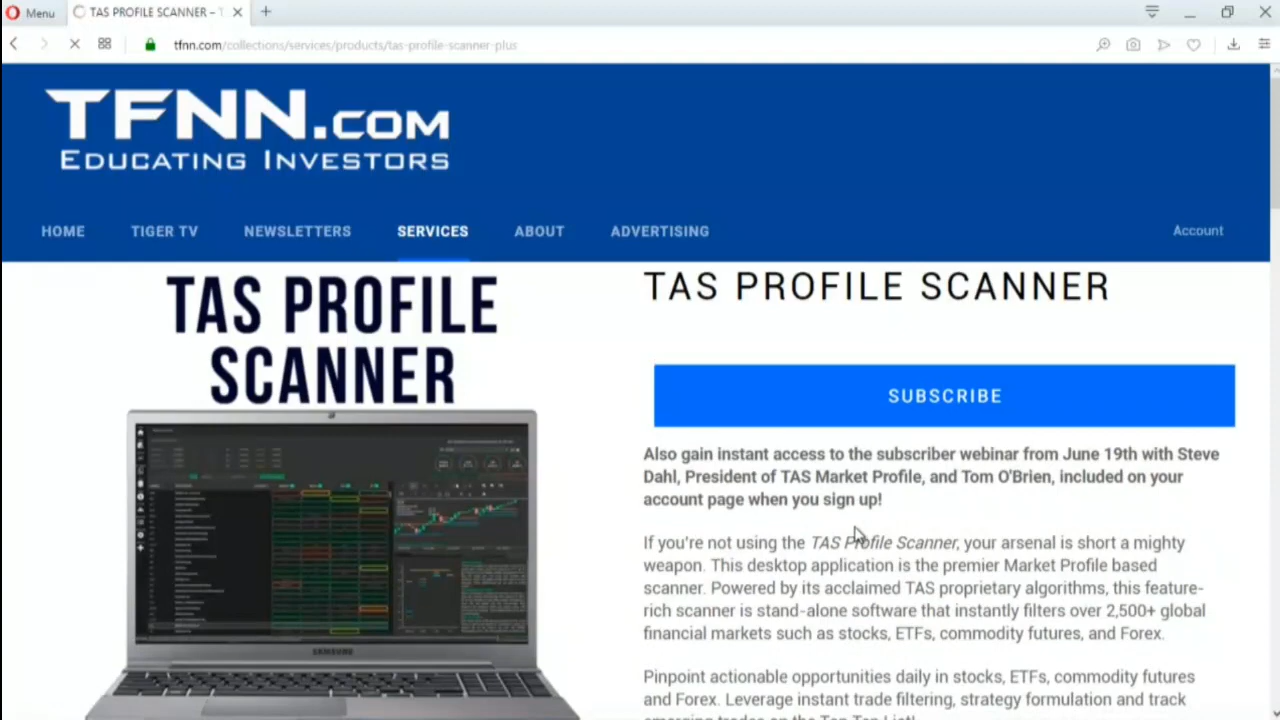 Menu
TAS PROFILE SCANNER – T
tfnn.com/collections/services/products/tas-profile-scanner-plus
TFNN.COM
EDUCATING INVESTORS
HOME
TIGER TV
NEWSLETTERS
SERVICES
ABOUT
ADVERTISING
Account
TAS PROFILE
SCANNER
SAMSUNG
TAS PROFILE SCANNER
SUBSCRIBE
Also gain instant access to the subscriber webinar from June 19th with Steve
Dahl, President of TAS Market Profile, and Tom O'Brien, included on your
account page when you sign up!
If you're not using the TAS Profile Scanner, your arsenal is short a mighty
weapon. This desktop application is the premier Market Profile based
scanner. Powered by its acclaimed TAS proprietary algorithms, this feature-
rich scanner is stand-alone software that instantly filters over 2,500+ global
financial markets such as stocks, ETFs, commodity futures, and Forex.
Pinpoint actionable opportunities daily in stocks, ETFs, commodity futures
and Forex. Leverage instant trade filtering, strategy formulation and track
emerging trades on the Top Ten List!